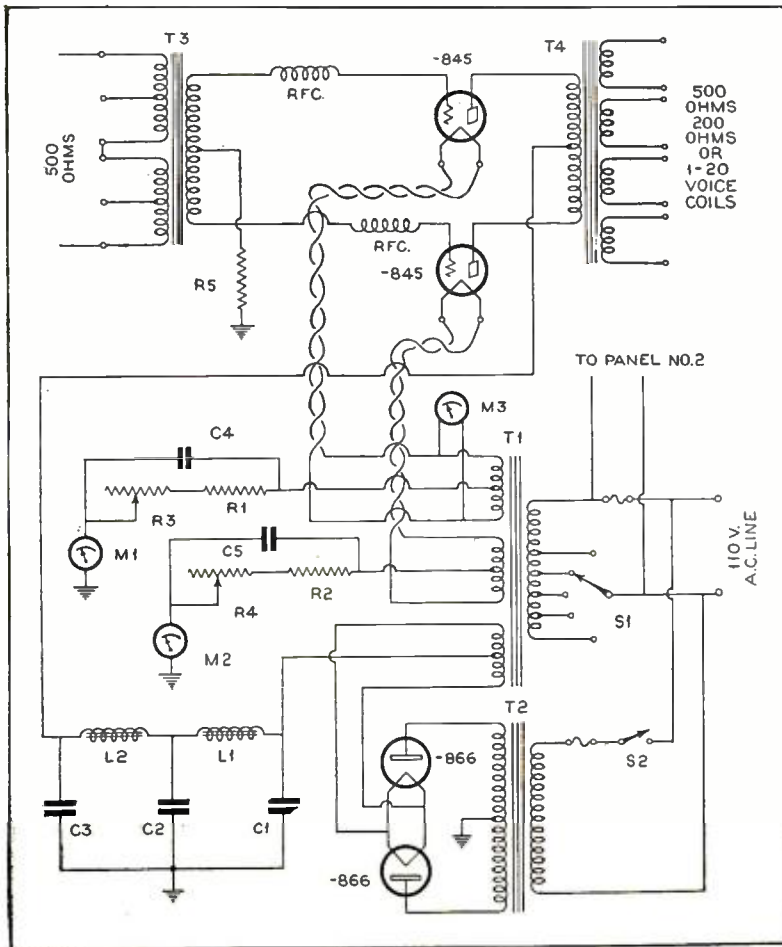 T3
-845
T4
RFC.
500
OHMS
500
OHMS
200
OHMS
OR
1-20
VOICE
COILS
RFC.
-845
R5
TO PANEL NO.2
M3
C4
T1
R3
R1
M1
C5
110 V.
A.C. LINE
R4
R2
S1
M2
T2
L2
L1
-866
S2
C3
C2
C1
-866